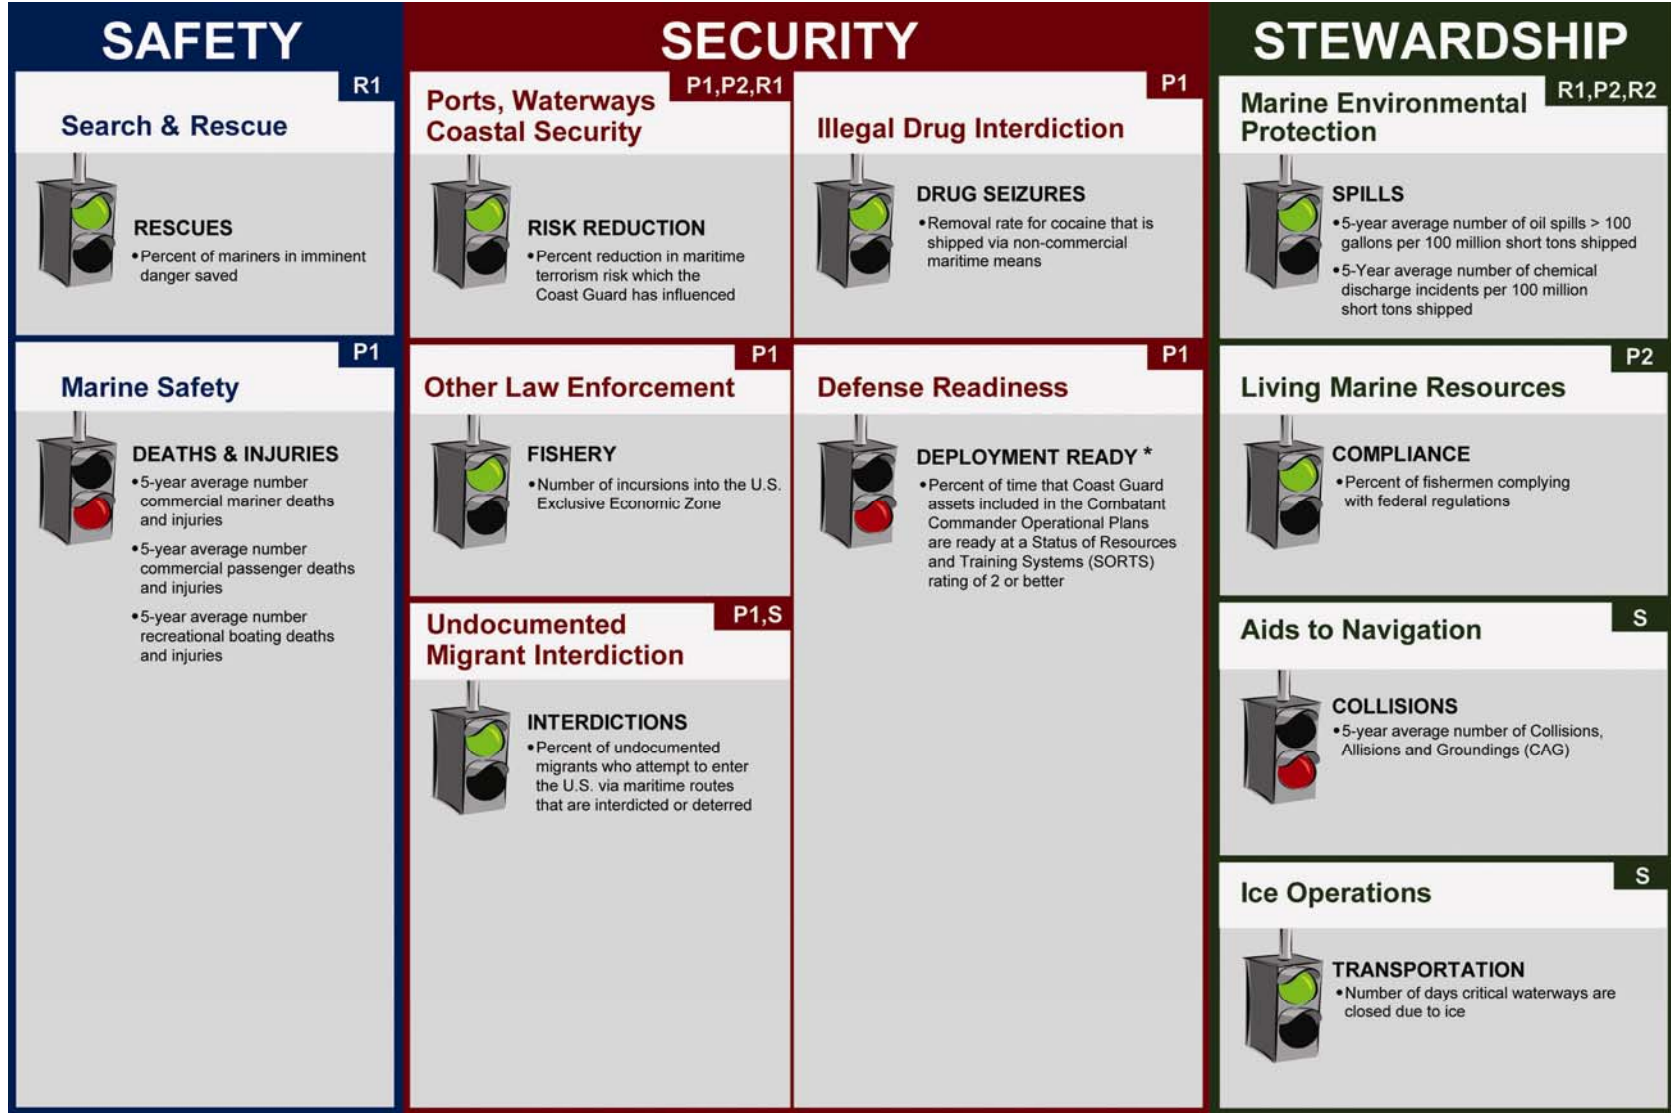 SAFETY
R1
Search & Rescue
RESCUES
•Percent of mariners in imminent
danger saved
P1
Marine Safety
DEATHS & INJURIES
•5-year average number
commercial mariner deaths
and injuries
•5-year average number
commercial passenger deaths
and injuries
•5-year average number
recreational boating deaths
and injuries
SECURITY
P1,P2,R1
Ports, Waterways
Coastal Security
RISK REDUCTION
•Percent reduction in maritime
terrorism risk which the
Coast Guard has influenced
P1
Illegal Drug Interdiction
DRUG SEIZURES
•Removal rate for cocaine that is
shipped via non-commercial
maritime means
P1
Other Law Enforcement
FISHERY
•Number of incursions into the U.S.
Exclusive Economic Zone
P1
Defense Readiness
DEPLOYMENT READY *
•Percent of time that Coast Guard
assets included in the Combatant
Commander Operational Plans
are ready at a Status of Resources
and Training Systems (SORTS)
rating of 2 or better
P1,S
Undocumented
Migrant Interdiction
INTERDICTIONS
•Percent of undocumented
migrants who attempt to enter
the U.S. via maritime routes
that are interdicted or deterred
STEWARDSHIP
R1,P2,R2
Marine Environmental
Protection
SPILLS
•5-year average number of oil spills > 100
gallons per 100 million short tons shipped
•5-Year average number of chemical
discharge incidents per 100 million
short tons shipped
P2
Living Marine Resources
COMPLIANCE
•Percent of fishermen complying
with federal regulations
S
Aids to Navigation
COLLISIONS
•5-year average number of Collisions,
Allisions and Groundings (CAG)
S
Ice Operations
TRANSPORTATION
•Number of days critical waterways are
closed due to ice